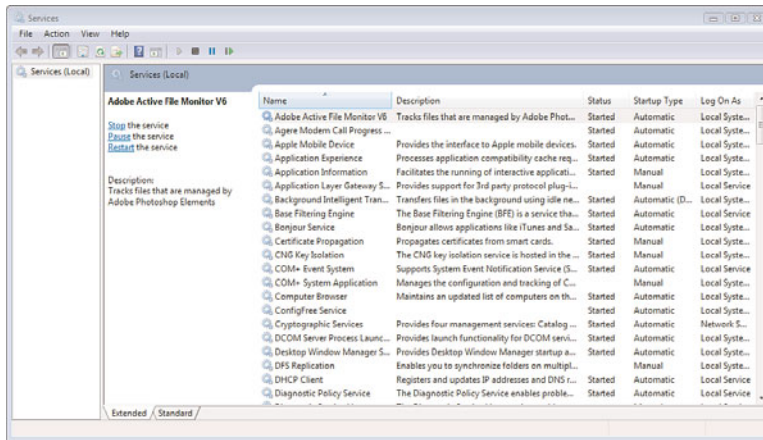 Services
File Action View Help
Services (Local)
Services (Local)
Adobe Active File Monitor V6
Stop the service
Pause the service
Restart the service
Description:
Tracks files that are managed by
Adobe Photoshop Elements
Name Description Status Startup Type Log On As
Adobe Active File Monitor V6 Tracks files that are managed by Adobe Phot... Started Automatic Local Syste...
Agere Modem Call Progress ... Started Automatic Local Syste...
Apple Mobile Device Provides the interface to Apple mobile devices. Started Automatic Local Syste...
Application Experience Processes application compatibility cache req... Started Automatic Local Syste...
Application Information Facilitates the running of interactive applicati... Started Manual Local Syste...
Application Layer Gateway S... Provides support for 3rd party protocol plug-i... Manual Local Service
Background Intelligent Tran... Transfers files in the background using idle ne... Started Automatic (D... Local Syste...
Base Filtering Engine The Base Filtering Engine (BFE) is a service tha... Started Automatic Local Service
Bonjour Service Bonjour allows applications like iTunes and Sa... Started Automatic Local Syste...
Certificate Propagation Propagates certificates from smart cards. Manual Local Syste...
CNG Key Isolation The CNG key isolation service is hosted in the ... Started Manual Local Syste...
COM+ Event System Supports System Event Notification Service (S... Started Automatic Local Service
COM+ System Application Manages the configuration and tracking of C... Manual Local Syste...
Computer Browser Maintains an updated list of computers on th... Started Automatic Local Syste...
ConfigFree Service Started Automatic Local Syste...
Cryptographic Services Provides four management services: Catalog ... Started Automatic Network S...
DCOM Server Process Launc... Provides launch functionality for DCOM servi... Started Automatic Local Syste...
Desktop Window Manager S... Provides Desktop Window Manager startup a... Started Automatic Local Syste...
DFS Replication Enables you to synchronize folders on multipl... Manual Local Syste...
DHCP Client Registers and updates IP addresses and DNS r... Started Automatic Local Service
Diagnostic Policy Service The Diagnostic Policy Service enables proble... Started Automatic Local Service
Extended Standard